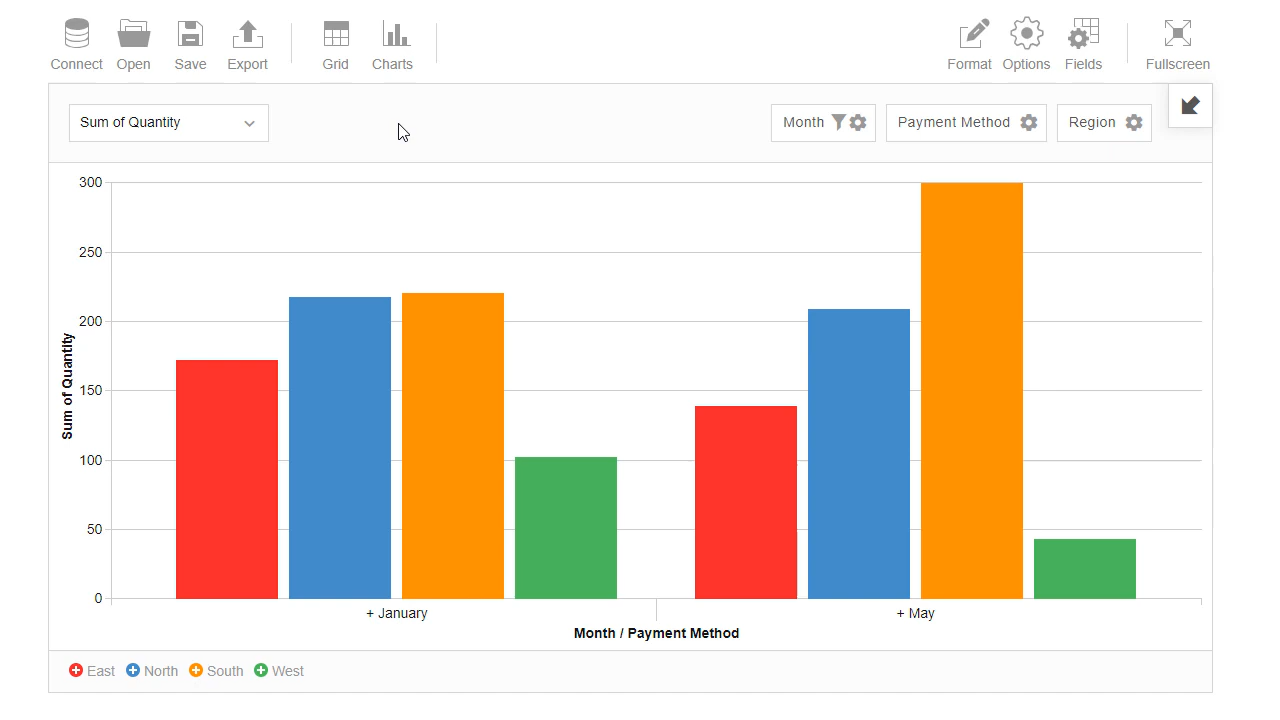 Connect Open Save Export Grid Charts Format Options Fields Fullscreen
Sum of Quantity Month Payment Method Region
300
250
200
150
100
50
0
Sum of Quantity
+ January + May
Month / Payment Method
East North South West